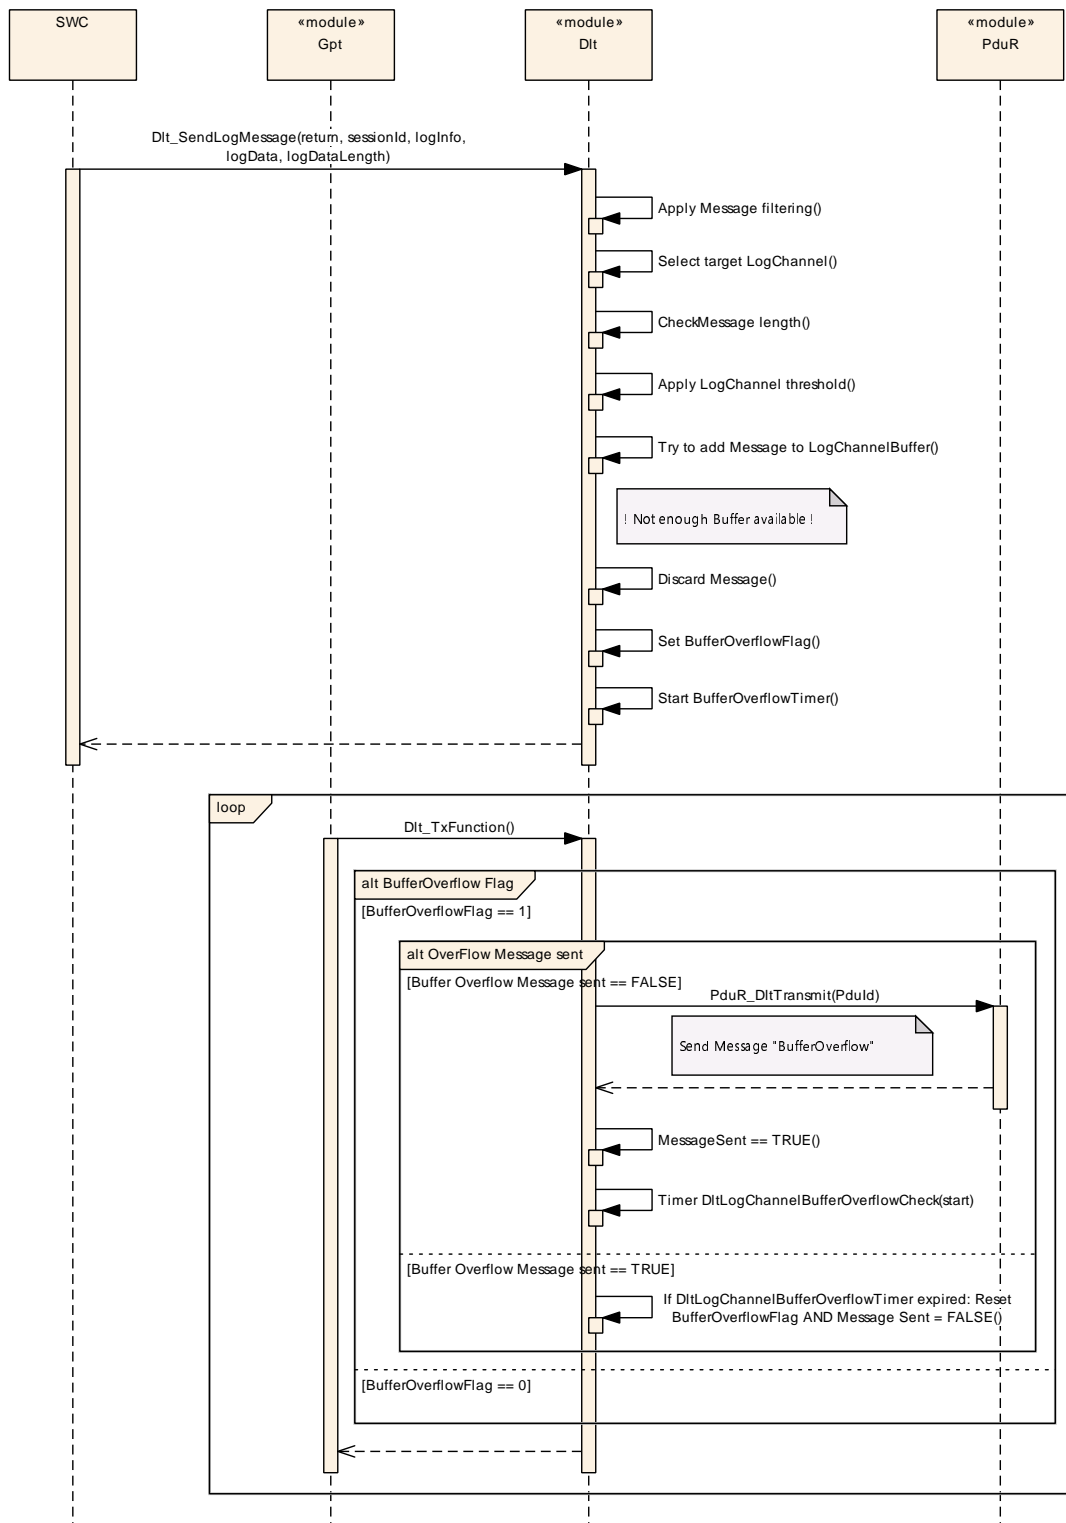 SWC
«module»
Gpt
«module»
Dlt
«module»
PduR
Dlt_SendLogMessage(return, sessionId, logInfo,
logData, logDataLength)
Apply Message filtering()
Select target LogChannel()
CheckMessage length()
Apply LogChannel threshold()
Try to add Message to LogChannelBuffer()
! Not enough Buffer available !
Discard Message()
Set BufferOverflowFlag()
Start BufferOverflowTimer()
loop
Dlt_TxFunction()
alt BufferOverflow Flag
[BufferOverflowFlag == 1]
alt OverFlow Message sent
[Buffer Overflow Message sent == FALSE]
PduR_DltTransmit(PduId)
Send Message "BufferOverflow"
MessageSent == TRUE()
Timer DltLogChannelBufferOverflowCheck(start)
[Buffer Overflow Message sent == TRUE]
If DltLogChannelBufferOverflowTimer expired: Reset
BufferOverflowFlag AND Message Sent = FALSE()
[BufferOverflowFlag == 0]